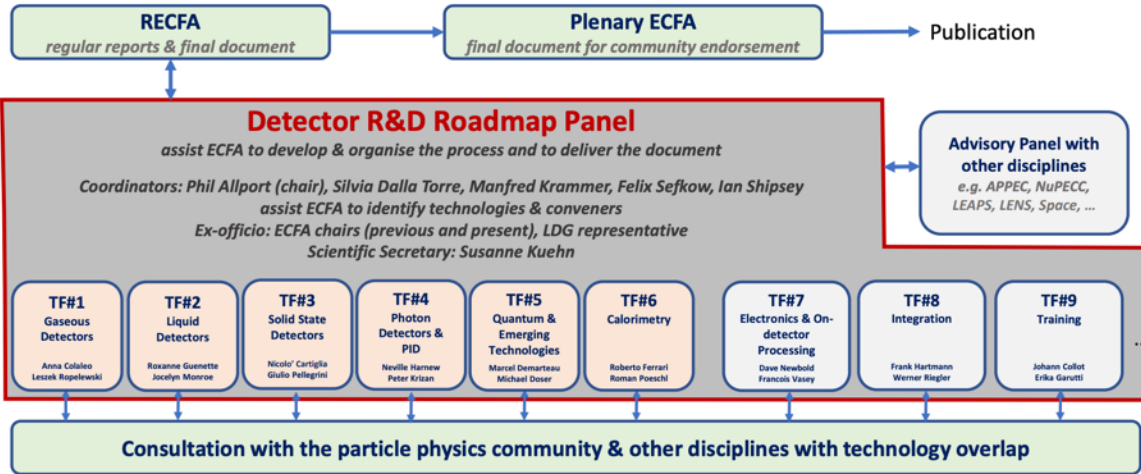 RECFA
regular reports & final document
Plenary ECFA
final document for community endorsement
Publication
Detector R&D Roadmap Panel
assist ECFA to develop & organise the process and to deliver the document
Coordinators: Phil Allport (chair), Silvia Dalla Torre, Manfred Krammer, Felix Sefkow, Ian Shipsey
assist ECFA to identify technologies & conveners
Ex-officio: ECFA chairs (previous and present), LDG representative
Scientific Secretary: Susanne Kuehn
Advisory Panel with
other disciplines
e.g. APPEC, NuPECC,
LEAPS, LENS, Space, ...
TF#1
Gaseous
Detectors
Anna Colaleo
Leszek Ropelewski
TF#2
Liquid
Detectors
Roxanne Guenette
Jocelyn Monroe
TF#3
Solid State
Detectors
Nicolo' Cartiglia
Giulio Pellegrini
TF#4
Photon
Detectors &
PID
Neville Harnew
Peter Krizan
TF#5
Quantum &
Emerging
Technologies
Marcel Demarteau
Michael Doser
TF#6
Calorimetry
Roberto Ferrari
Roman Poeschl
TF#7
Electronics & On-
detector
Processing
Dave Newbold
Francois Vasey
TF#8
Integration
Frank Hartmann
Werner Riegler
TF#9
Training
Johann Collot
Erika Garutti
...
Consultation with the particle physics community & other disciplines with technology overlap